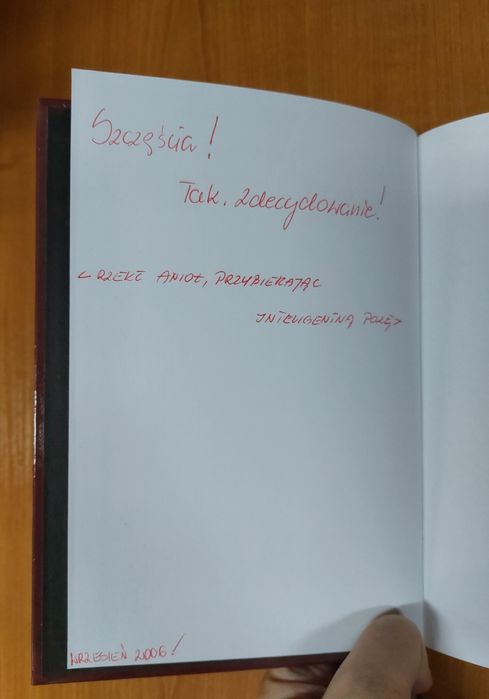 Szczęścia!
Tak. Zdecydowanie!
<RZEKŁ ANIOŁ, PRZYBIERAJĄC
INTELIGENTNĄ POZĘ>
WRZESIEŃ 2006!